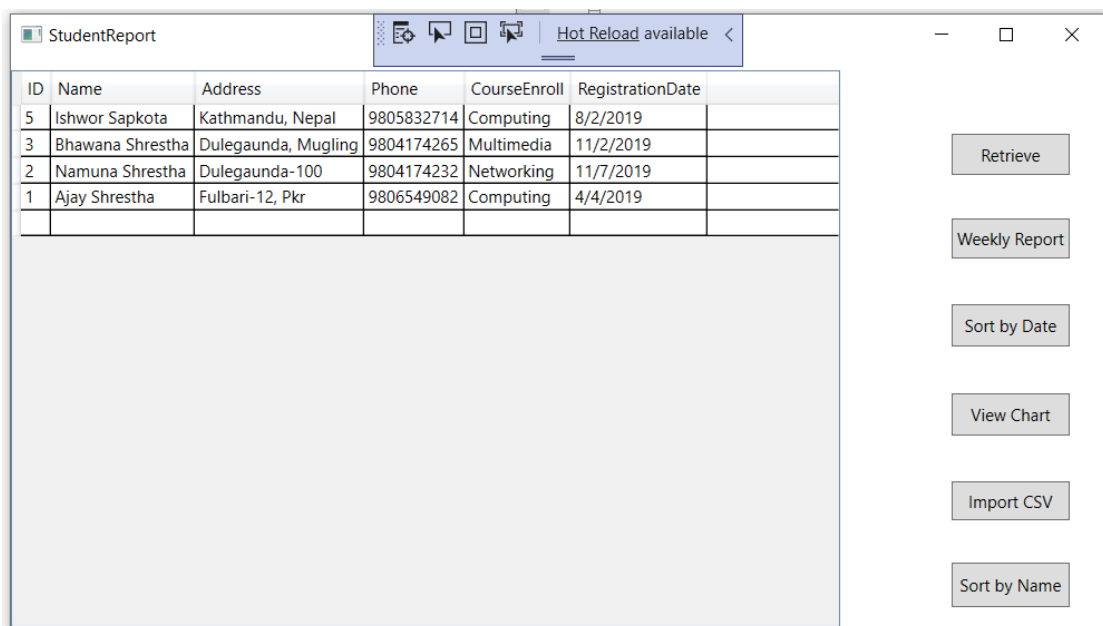 StudentReport
Hot Reload available
ID Name Address Phone CourseEnroll RegistrationDate
5 Ishwor Sapkota Kathmandu, Nepal 9805832714 Computing 8/2/2019
3 Bhawana Shrestha Dulegaunda, Mugling 9804174265 Multimedia 11/2/2019
2 Namuna Shrestha Dulegaunda-100 9804174232 Networking 11/7/2019
1 Ajay Shrestha Fulbari-12, Pkr 9806549082 Computing 4/4/2019
Retrieve
Weekly Report
Sort by Date
View Chart
Import CSV
Sort by Name